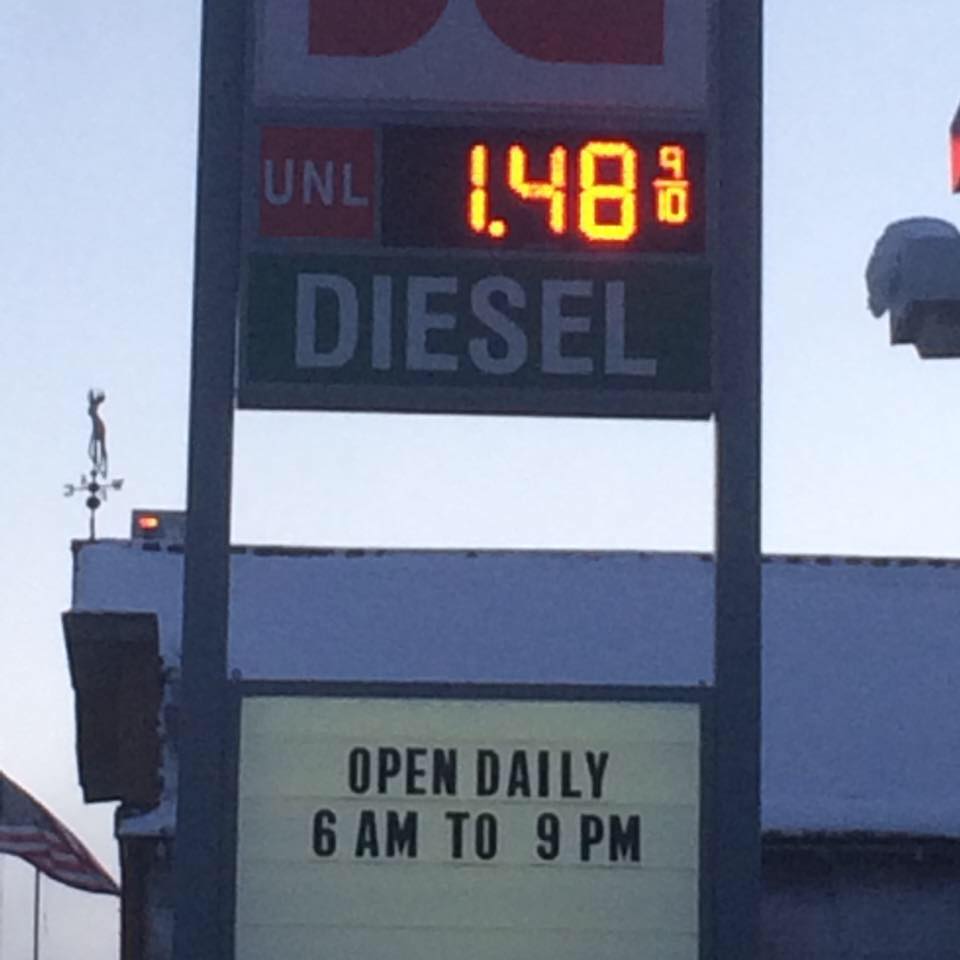 UNL 1.48 9/10
DIESEL
OPEN DAILY
6 AM TO 9 PM